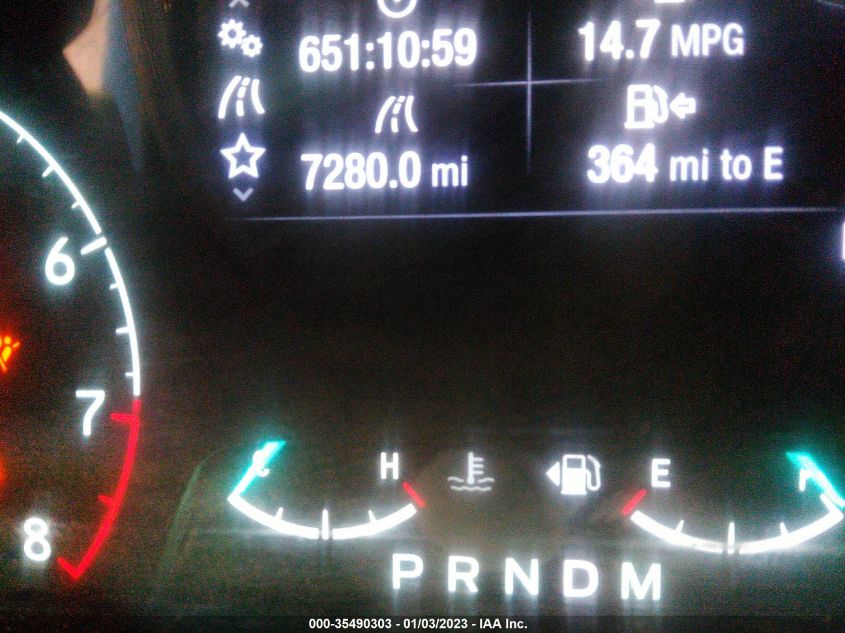 651:10:59
14.7 MPG
7280.0 mi
364 mi to E
6
7
8
H
E
P R N D M
000-35490303 - 01/03/2023 - IAA Inc.